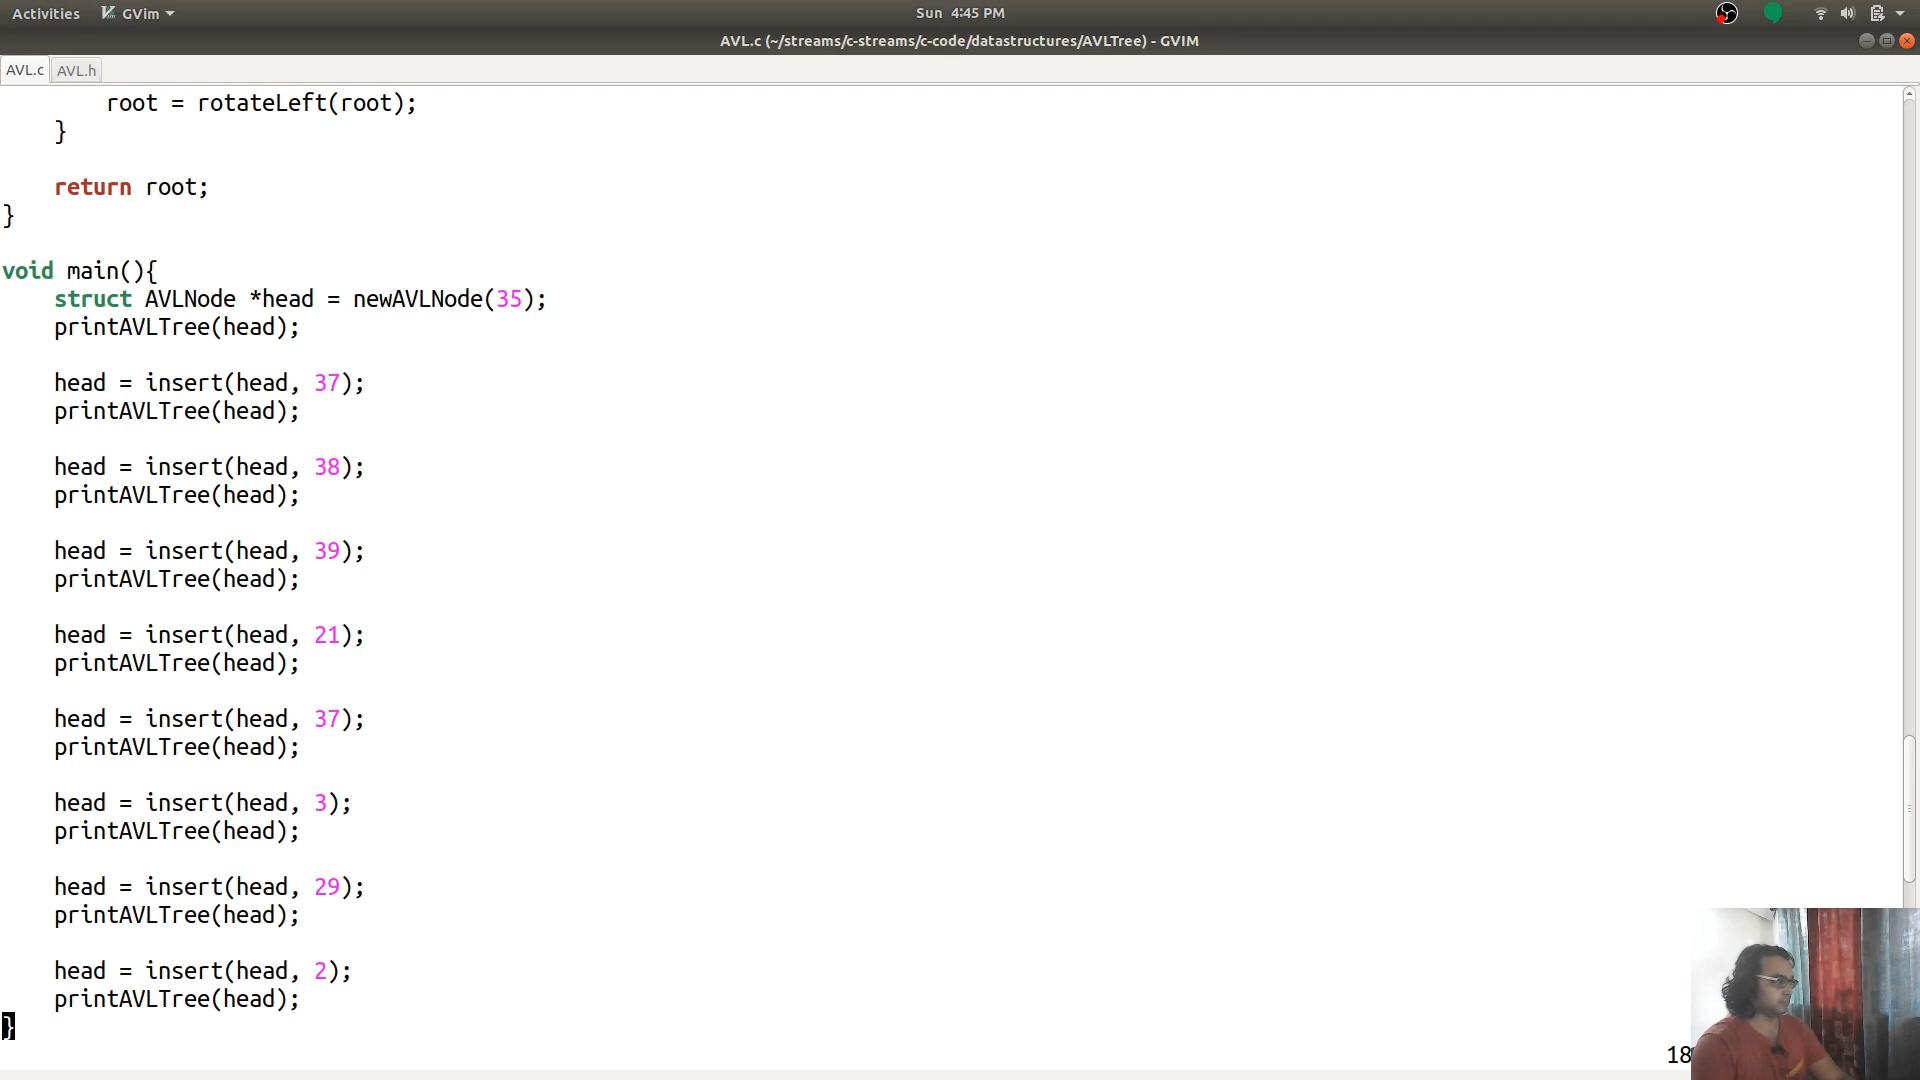 Activities GVim Sun 4:45 PM
AVL.c (~/streams/c-streams/c-code/datastructures/AVLTree) - GVIM
AVL.c AVL.h
        root = rotateLeft(root);
    }

    return root;
}

void main(){
    struct AVLNode *head = newAVLNode(35);
    printAVLTree(head);

    head = insert(head, 37);
    printAVLTree(head);

    head = insert(head, 38);
    printAVLTree(head);

    head = insert(head, 39);
    printAVLTree(head);

    head = insert(head, 21);
    printAVLTree(head);

    head = insert(head, 37);
    printAVLTree(head);

    head = insert(head, 3);
    printAVLTree(head);

    head = insert(head, 29);
    printAVLTree(head);

    head = insert(head, 2);
    printAVLTree(head);
}